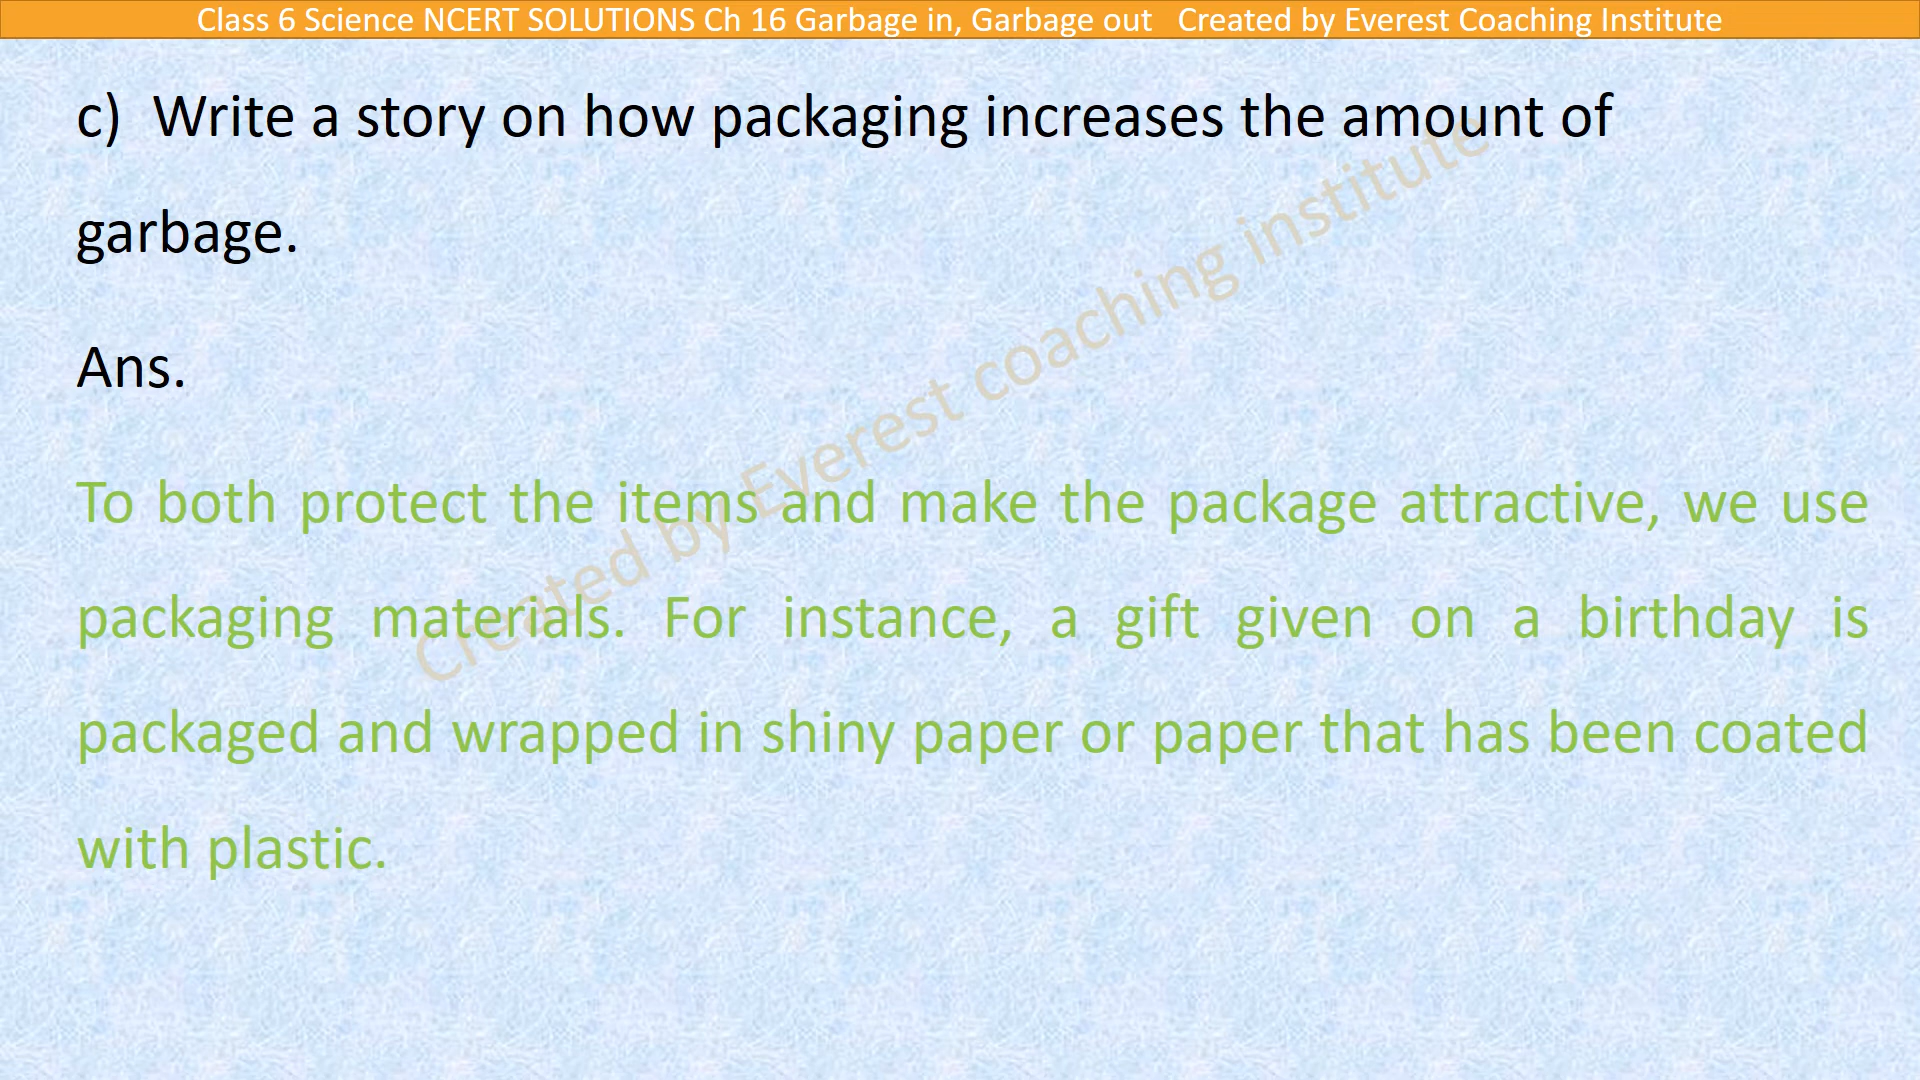 Class 6 Science NCERT SOLUTIONS Ch 16 Garbage in, Garbage out Created by Everest Coaching Institute
c) Write a story on how packaging increases the amount of
garbage.
Ans.
To both protect the items and make the package attractive, we use
packaging materials. For instance, a gift given on a birthday is
packaged and wrapped in shiny paper or paper that has been coated
with plastic.
Created by Everest coaching institute